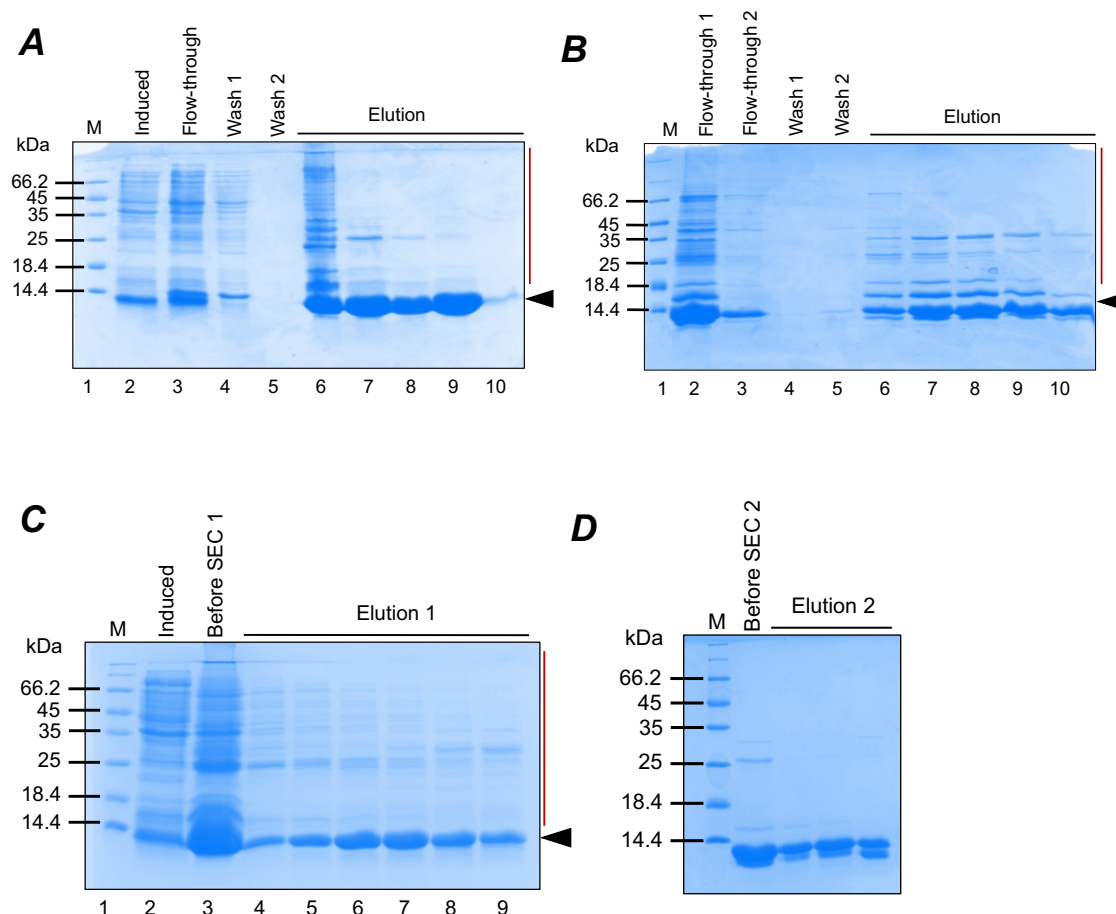 A
Induced
Flow-through
Wash 1
Wash 2
Elution
M
kDa
66.2
45
35
25
18.4
14.4
1 2 3 4 5 6 7 8 9 10
B
Flow-through 1
Flow-through 2
Wash 1
Wash 2
Elution
M
kDa
66.2
45
35
25
18.4
14.4
1 2 3 4 5 6 7 8 9 10
C
Induced
Before SEC 1
Elution 1
M
kDa
66.2
45
35
25
18.4
14.4
1 2 3 4 5 6 7 8 9
D
Before SEC 2
Elution 2
M
kDa
66.2
45
35
25
18.4
14.4